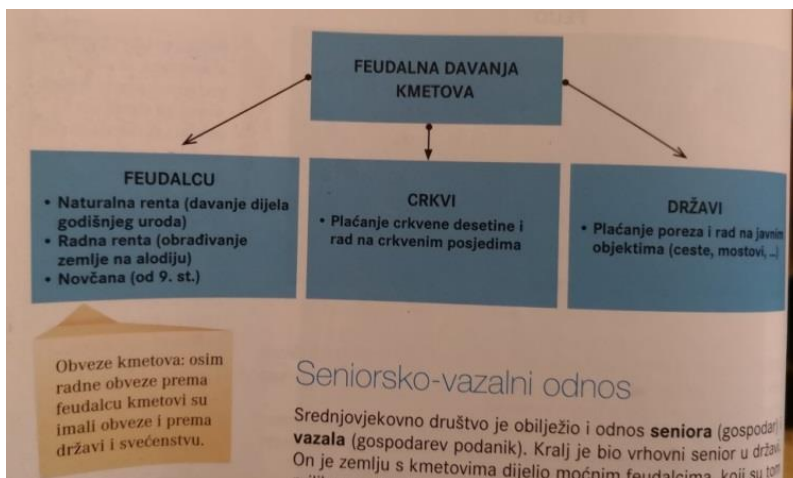 FEUDALNA DAVANJA
KMETOVA
FEUDALCU
• Naturalna renta (davanje dijela
godišnjeg uroda)
• Radna renta (obrađivanje
zemlje na alodiju)
• Novčana (od 9. st.)
CRKVI
• Plaćanje crkvene desetine i
rad na crkvenim posjedima
DRŽAVI
• Plaćanje poreza i rad na javnim
objektima (ceste, mostovi, ...)
Obveze kmetova: osim
radne obveze prema
feudalcu kmetovi su
imali obveze i prema
državi i svećenstvu.
Seniorsko-vazalni odnos
Srednjovjekovno društvo je obilježio i odnos seniora (gospodar) i
vazala (gospodarev podanik). Kralj je bio vrhovni senior u državi.
On je zemlju s kmetovima dijelio moćnim feudalcima, koji su tom